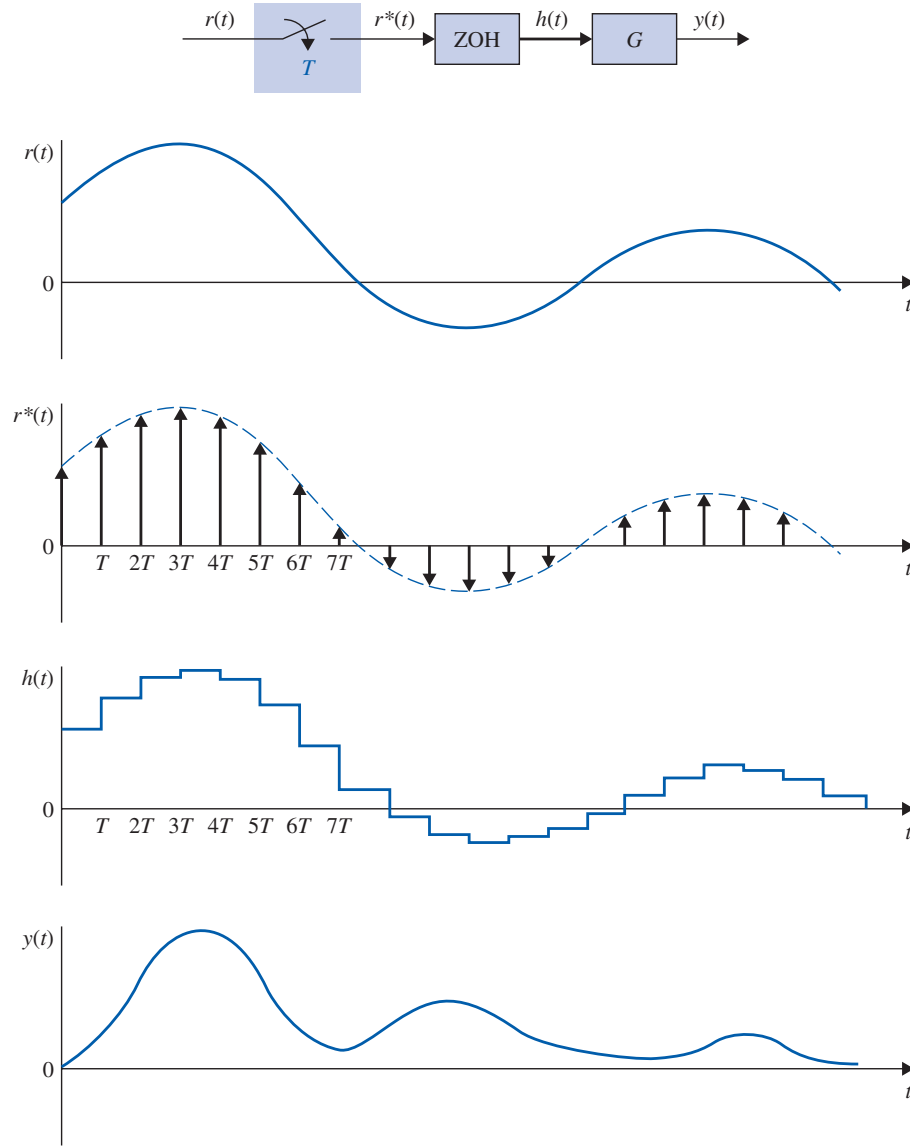 r(t) r*(t) h(t) y(t)
T ZOH G
r(t)
0
t
r*(t)
0
T 2T 3T 4T 5T 6T 7T
t
h(t)
0
T 2T 3T 4T 5T 6T 7T
t
y(t)
0
t